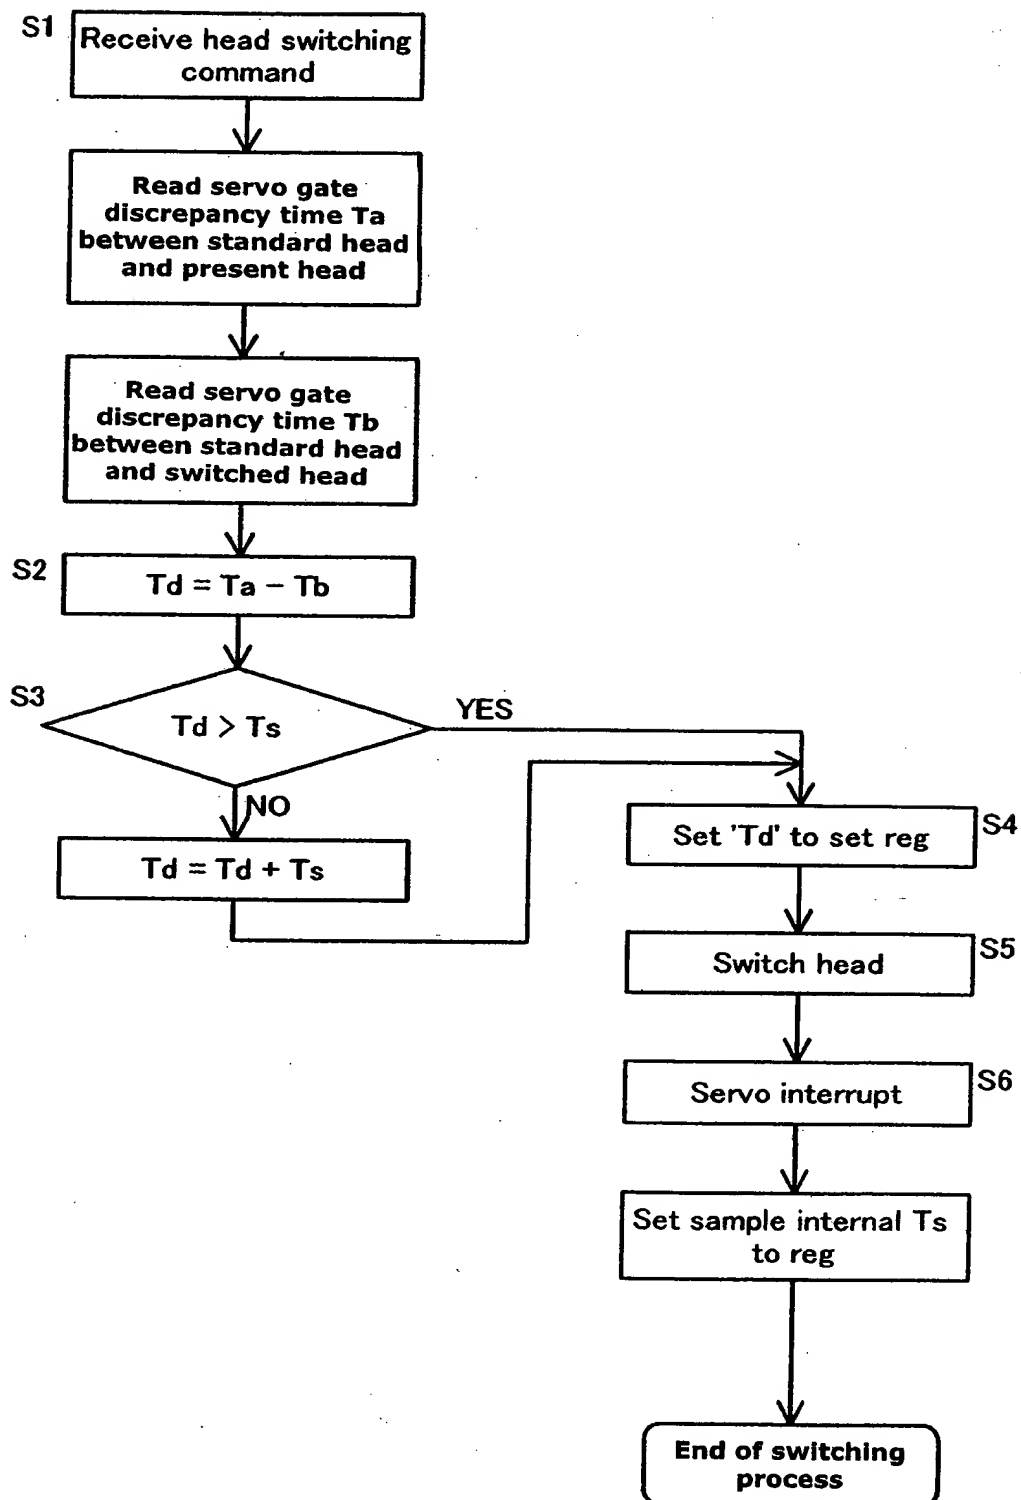 S1
Receive head switching
command
Read servo gate
discrepancy time Ta
between standard head
and present head
Read servo gate
discrepancy time Tb
between standard head
and switched head
S2
Td = Ta – Tb
S3
Td > Ts
YES
NO
Td = Td + Ts
Set 'Td' to set reg
S4
Switch head
S5
Servo interrupt
S6
Set sample internal Ts
to reg
End of switching
process